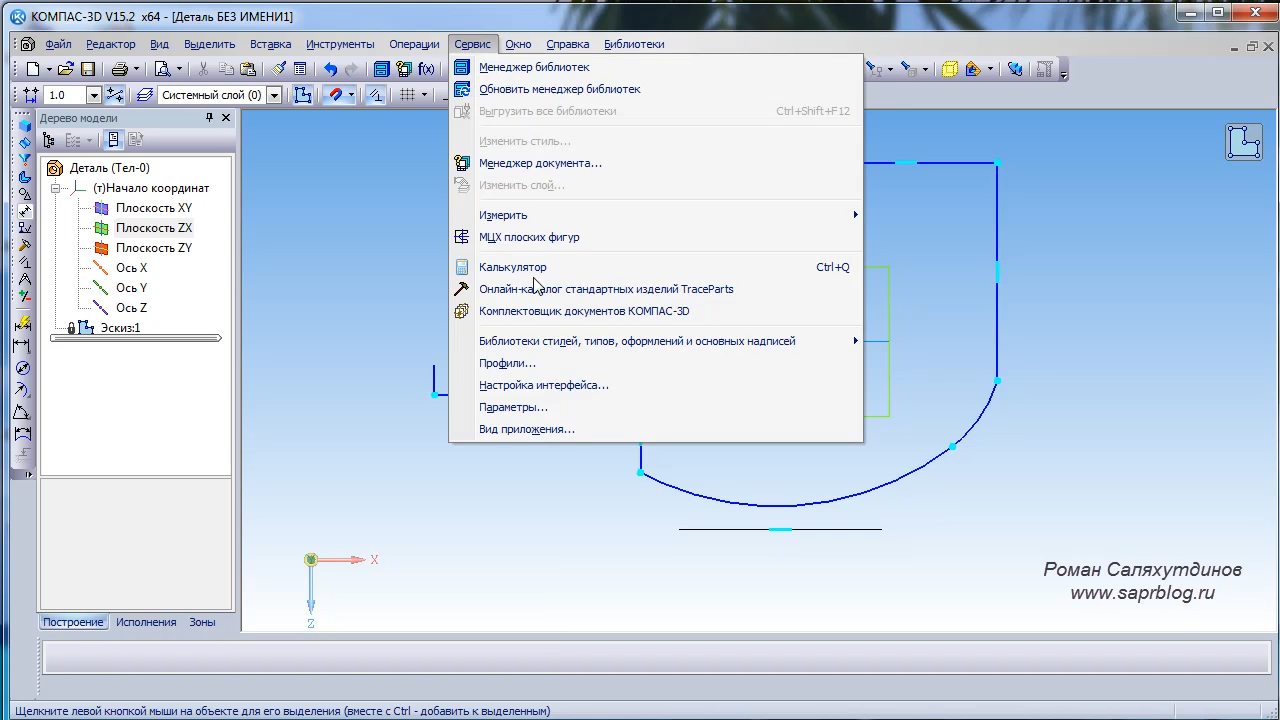 КОМПАС-3D V15.2 x64 - [Деталь БЕЗ ИМЕНИ1]
Файл Редактор Вид Выделить Вставка Инструменты Операции Сервис Окно Справка Библиотеки
f(x)
1.0 Системный слой (0)
Дерево модели
Деталь (Тел-0)
(т)Начало координат
Плоскость XY
Плоскость ZX
Плоскость ZY
Ось X
Ось Y
Ось Z
Эскиз:1
Построение Исполнения Зоны
Менеджер библиотек
Обновить менеджер библиотек
Выгрузить все библиотеки Ctrl+Shift+F12
Изменить стиль...
Менеджер документа...
Изменить слой...
Измерить
МЦХ плоских фигур
Калькулятор Ctrl+Q
Онлайн-каталог стандартных изделий TraceParts
Комплектовщик документов КОМПАС-3D
Библиотеки стилей, типов, оформлений и основных надписей
Профили...
Настройка интерфейса...
Параметры...
Вид приложения...
X
Z
Роман Саляхутдинов
www.saprblog.ru
Щелкните левой кнопкой мыши на объекте для его выделения (вместе с Ctrl - добавить к выделенным)